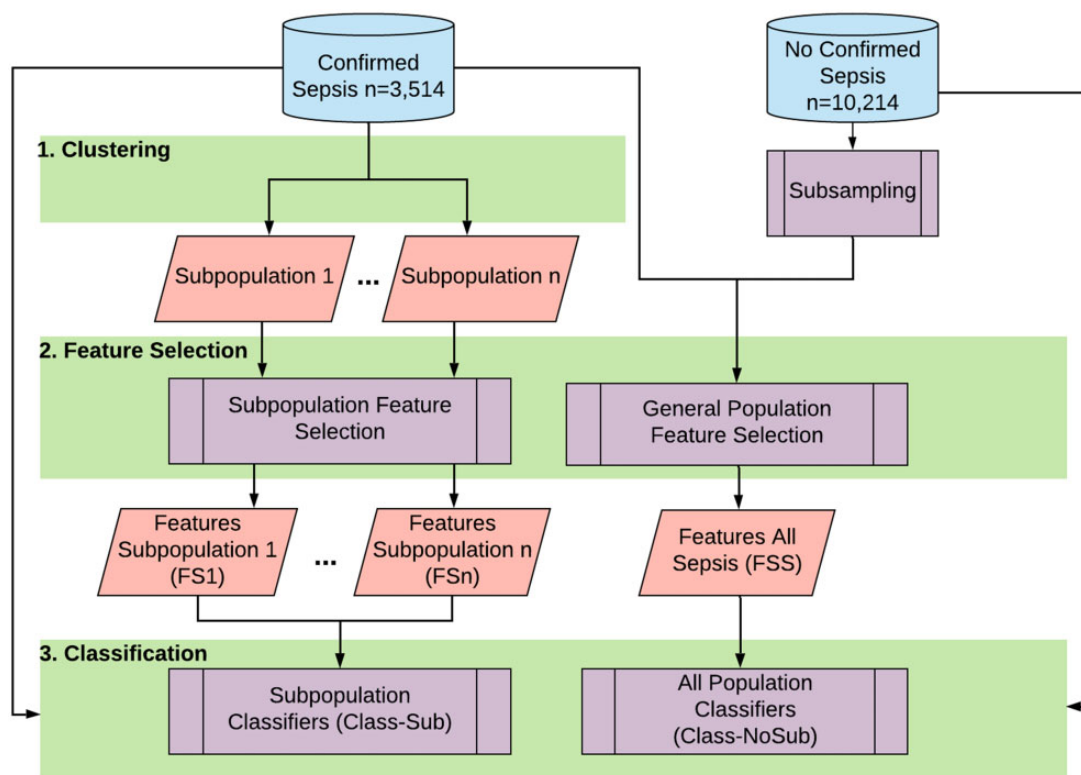 Confirmed
Sepsis n=3,514
No Confirmed
Sepsis
n=10,214
1. Clustering
Subsampling
Subpopulation 1
...
Subpopulation n
2. Feature Selection
Subpopulation Feature
Selection
General Population
Feature Selection
Features
Subpopulation 1
(FS1)
...
Features
Subpopulation n
(FSn)
Features All
Sepsis (FSS)
3. Classification
Subpopulation
Classifiers (Class-Sub)
All Population
Classifiers
(Class-NoSub)